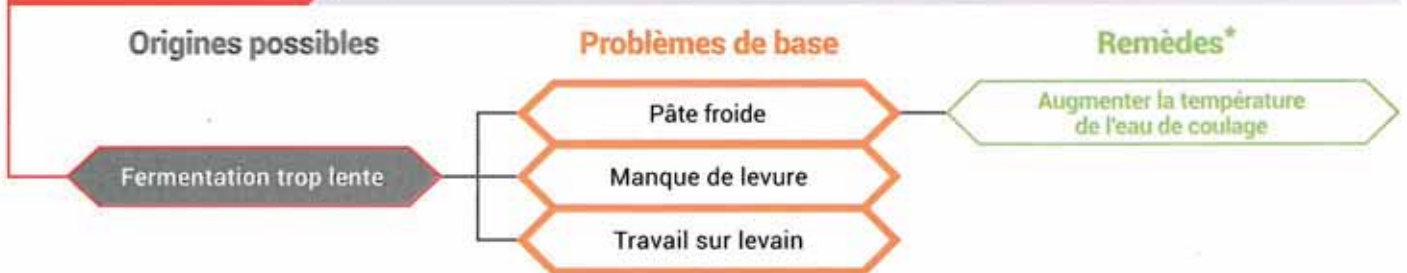 Origines possibles
Problèmes de base
Remèdes*
Pâte froide
Augmenter la température
de l'eau de coulage
Fermentation trop lente
Manque de levure
Travail sur levain